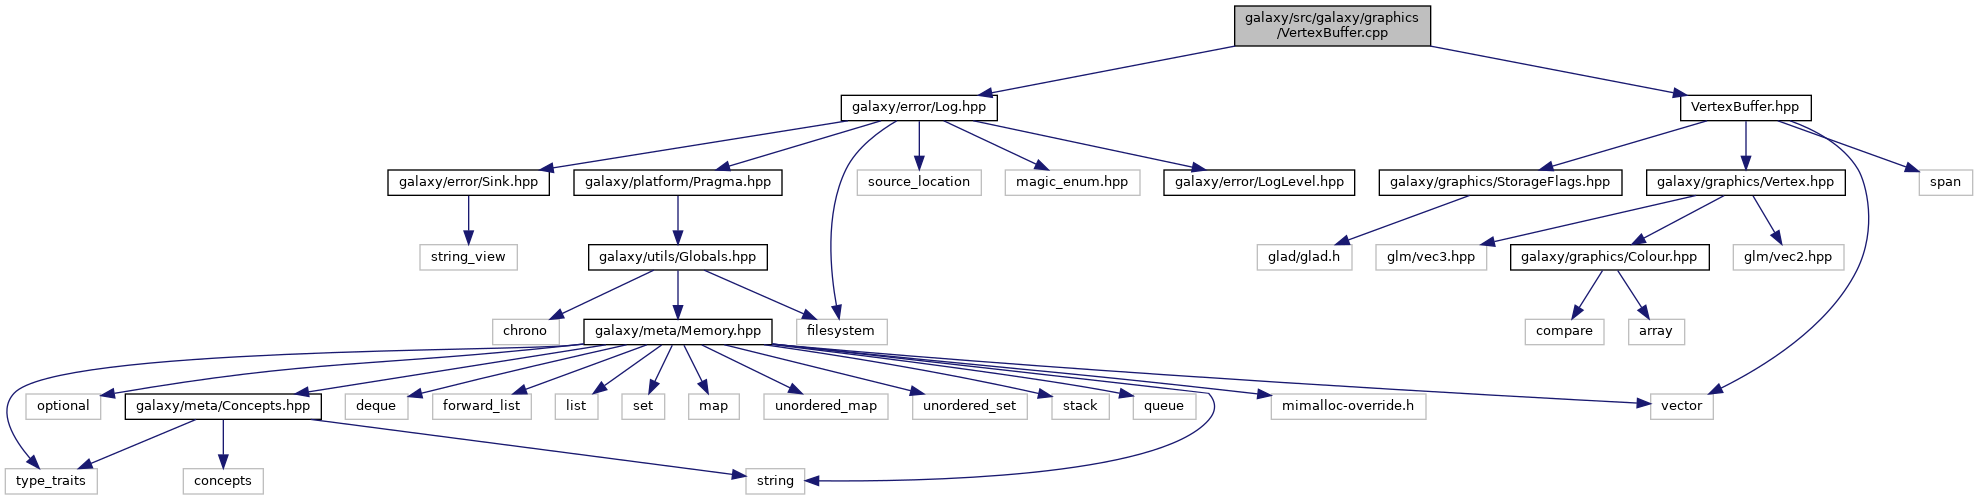 galaxy/src/galaxy/graphics
/VertexBuffer.cpp
galaxy/error/Log.hpp
VertexBuffer.hpp
galaxy/error/Sink.hpp
galaxy/platform/Pragma.hpp
source_location
magic_enum.hpp
galaxy/error/LogLevel.hpp
galaxy/graphics/StorageFlags.hpp
galaxy/graphics/Vertex.hpp
span
string_view
galaxy/utils/Globals.hpp
glad/glad.h
glm/vec3.hpp
galaxy/graphics/Colour.hpp
glm/vec2.hpp
chrono
galaxy/meta/Memory.hpp
filesystem
compare
array
optional
galaxy/meta/Concepts.hpp
deque
forward_list
list
set
map
unordered_map
unordered_set
stack
queue
mimalloc-override.h
vector
type_traits
concepts
string